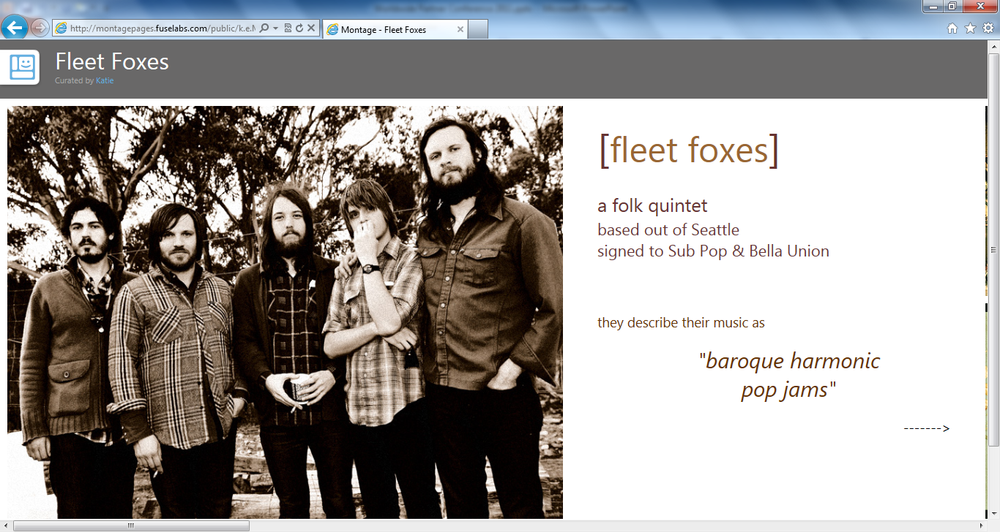 http://montagepages.fuselabs.com/public/k.e.
Montage - Fleet Foxes
Fleet Foxes
Curated by Katie
[fleet foxes]
a folk quintet
based out of Seattle
signed to Sub Pop & Bella Union
they describe their music as
"baroque harmonic
pop jams"
------->